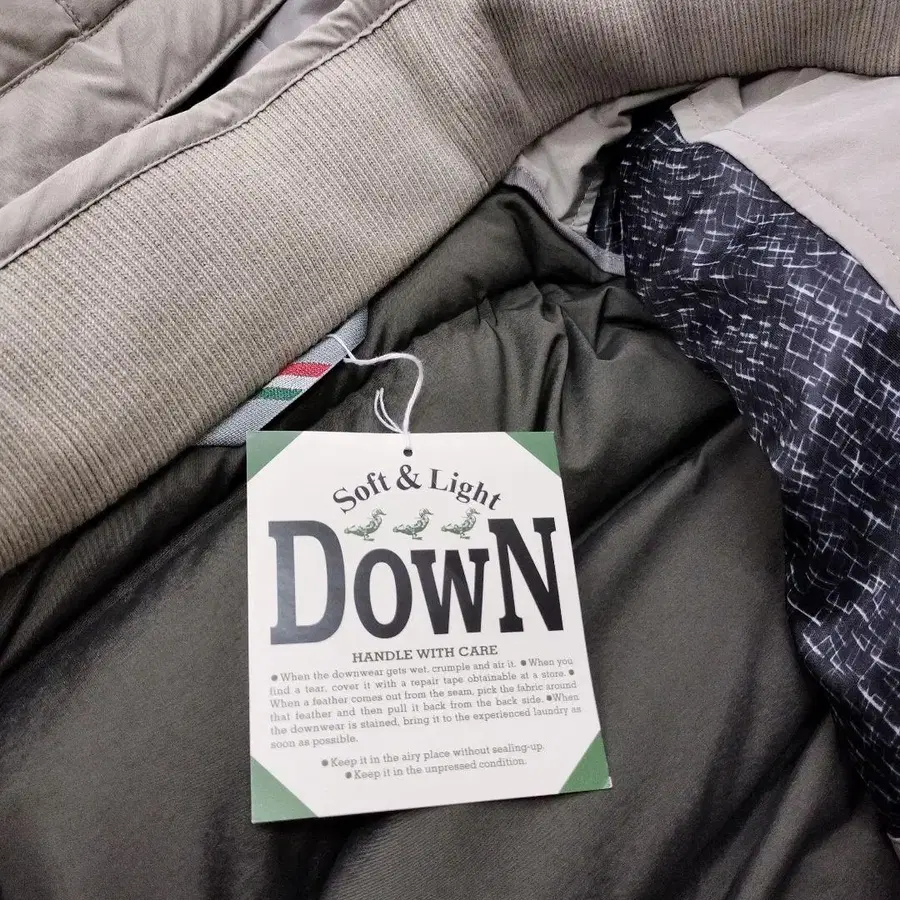 Soft & Light
DOWN
HANDLE WITH CARE
● When the downwear gets wet, crumple and air it. ● When you
find a tear, cover it with a repair tape obtainable at a store. ●
When a feather comes out from the seam, pick the fabric around
that feather and then pull it back from the back side. ●When
the downwear is stained, bring it to the experienced laundry as
soon as possible.
● Keep it in the airy place without sealing-up.
● Keep it in the unpressed condition.